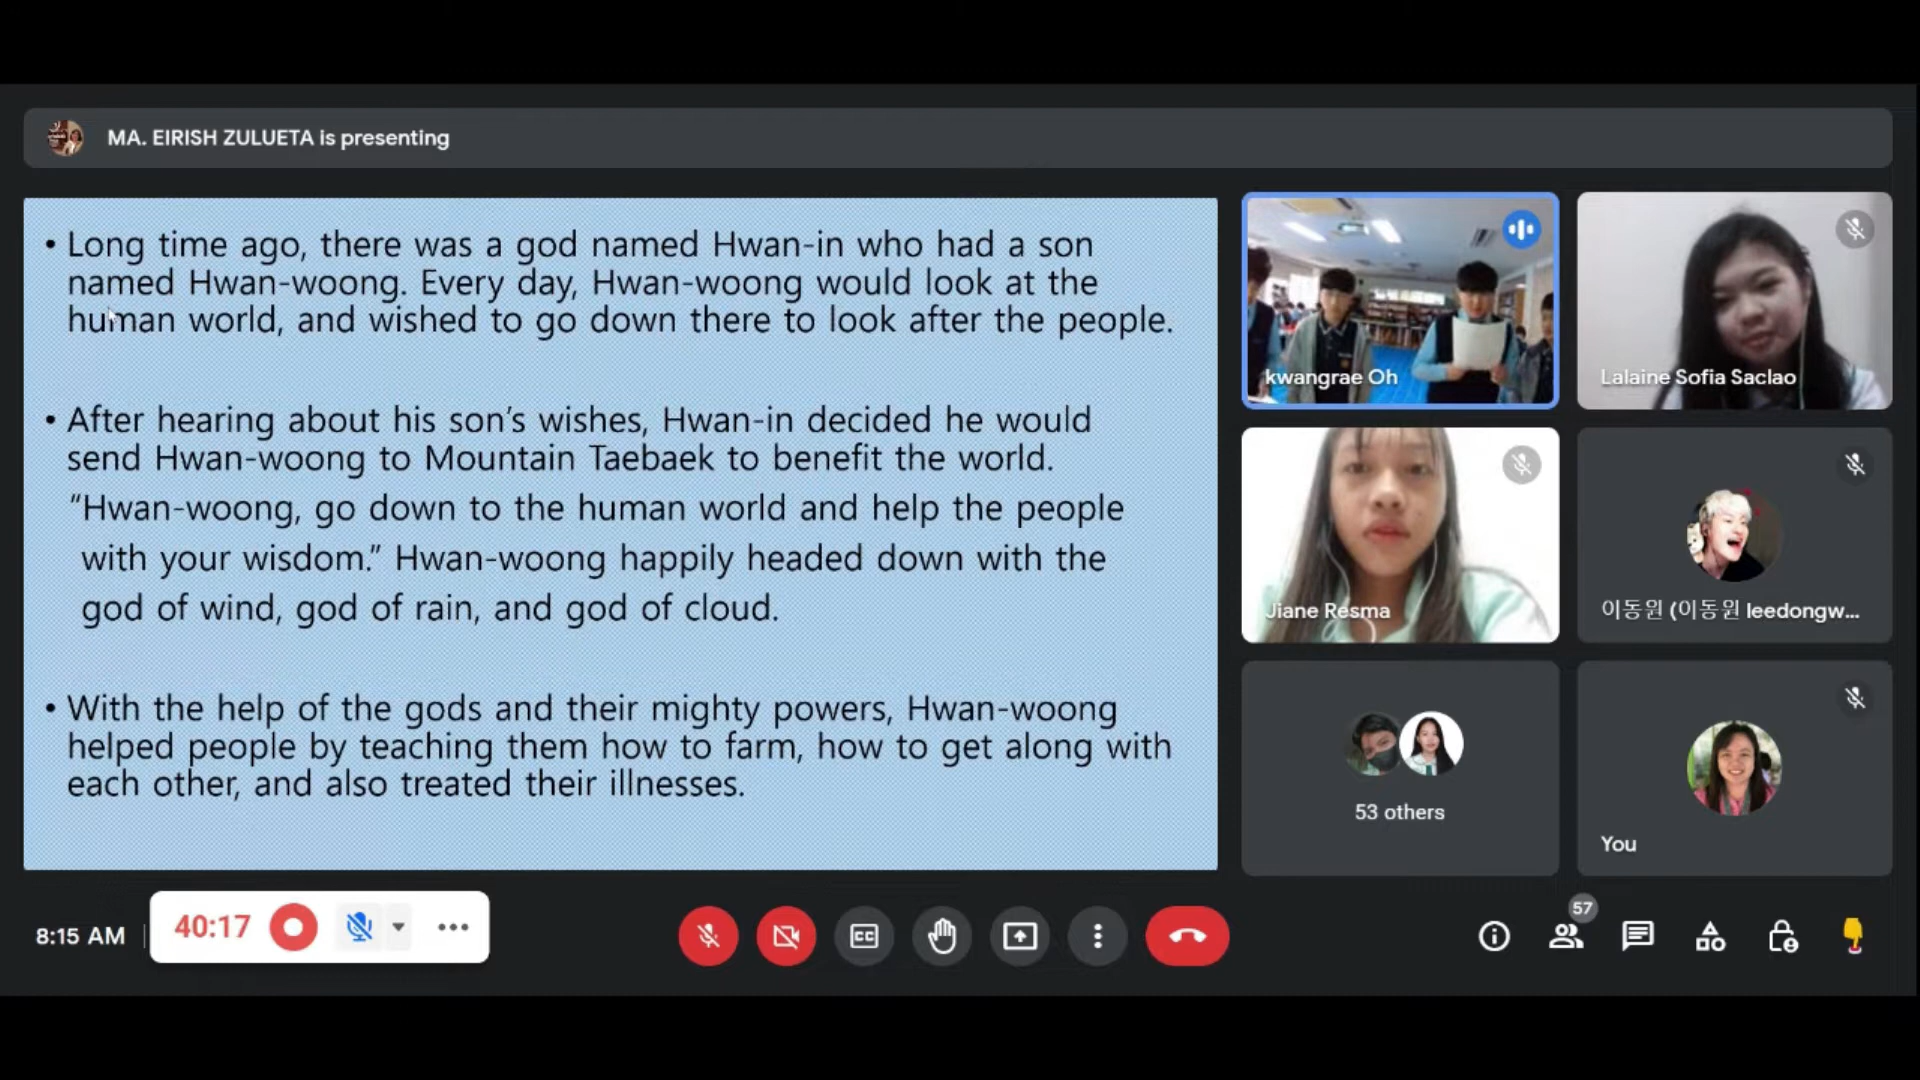 MA. EIRISH ZULUETA is presenting
• Long time ago, there was a god named Hwan-in who had a son
named Hwan-woong. Every day, Hwan-woong would look at the
human world, and wished to go down there to look after the people.
• After hearing about his son's wishes, Hwan-in decided he would
send Hwan-woong to Mountain Taebaek to benefit the world.
"Hwan-woong, go down to the human world and help the people
with your wisdom." Hwan-woong happily headed down with the
god of wind, god of rain, and god of cloud.
• With the help of the gods and their mighty powers, Hwan-woong
helped people by teaching them how to farm, how to get along with
each other, and also treated their illnesses.
kwangrae Oh
Lalaine Sofia Saclao
Jiane Resma
이동원 (이동원 leedongw...
53 others
You
8:15 AM
40:17
CC
57